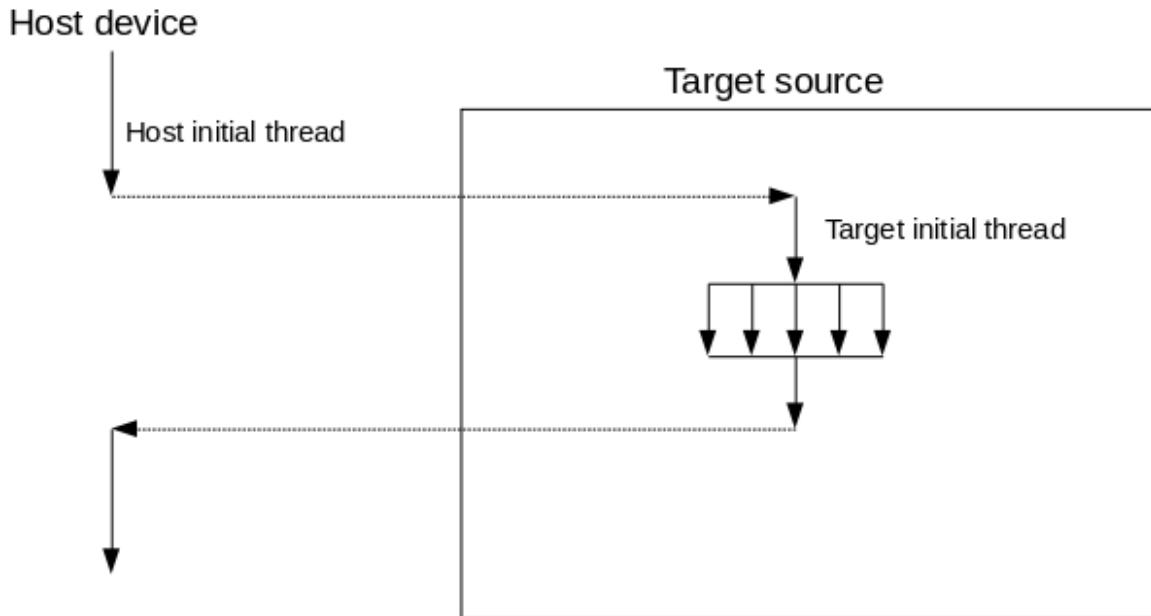 Host device
Target source
Host initial thread
Target initial thread